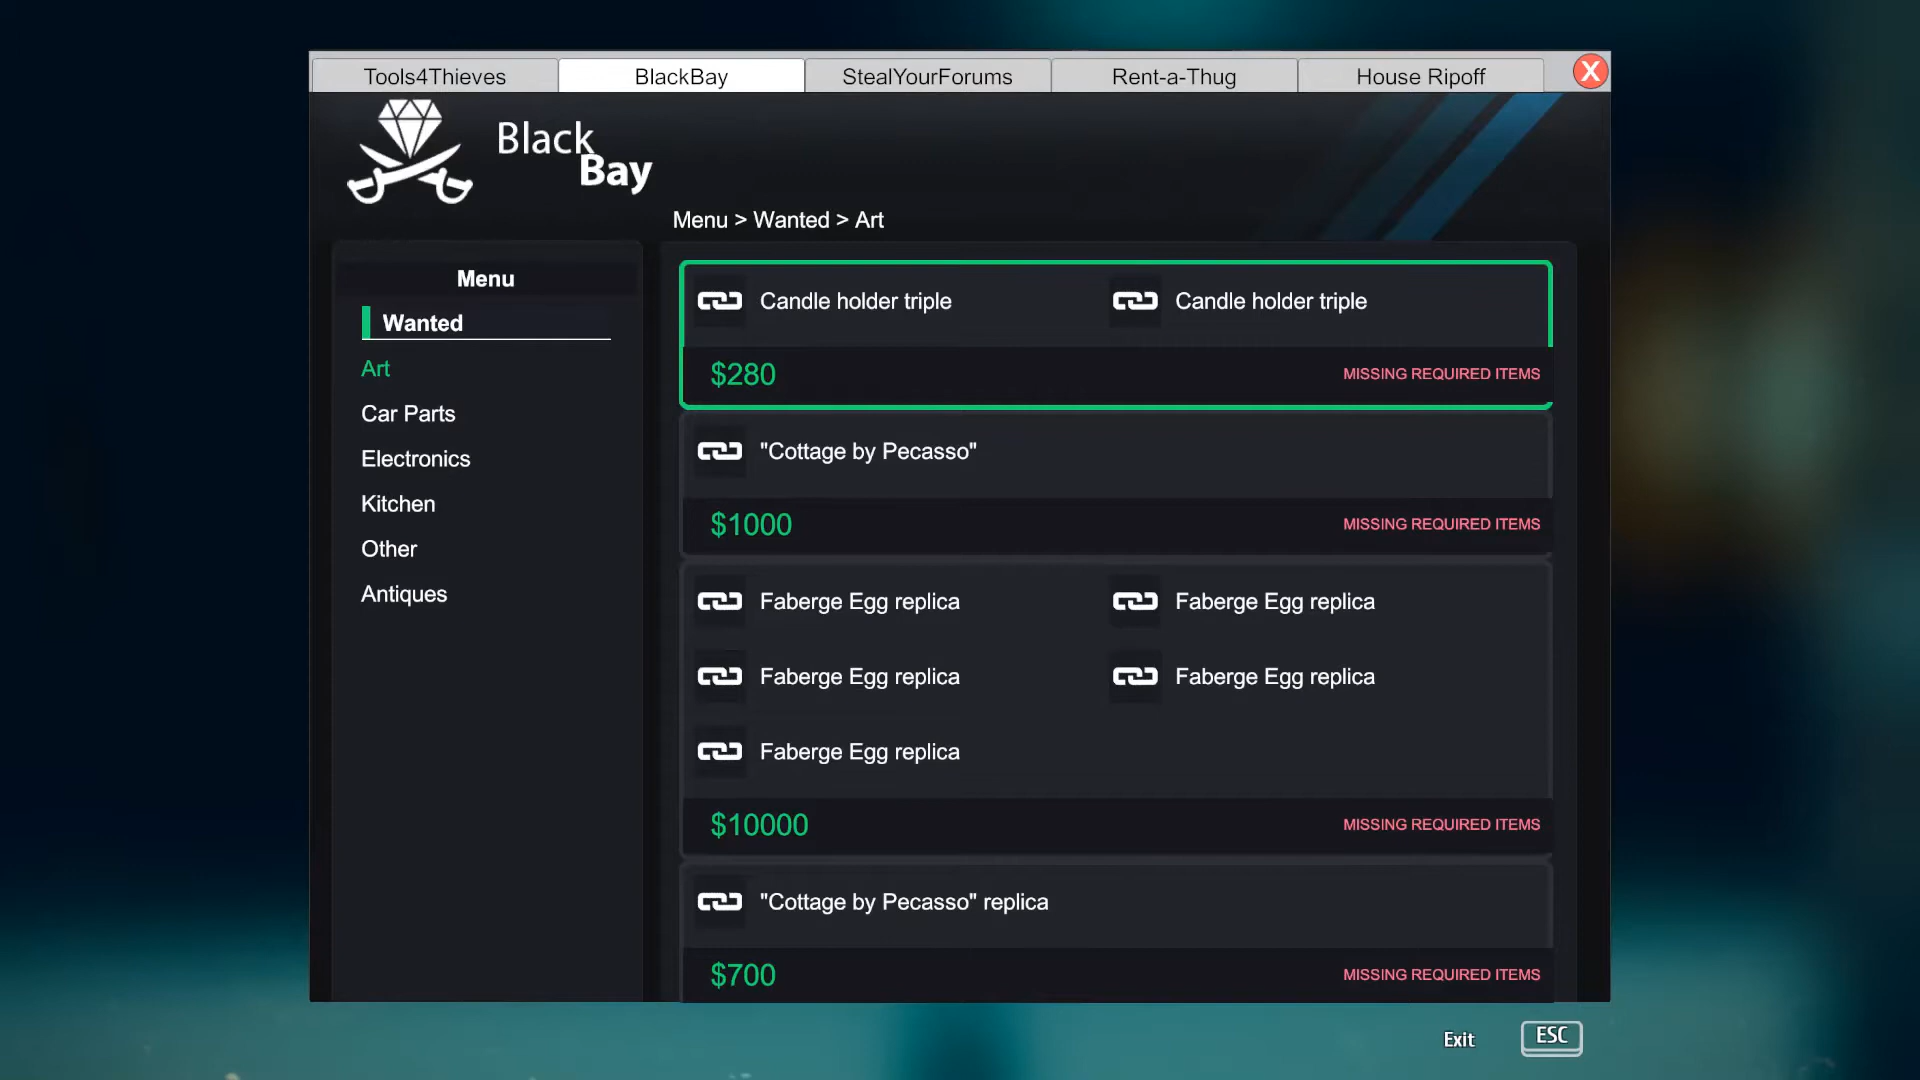 Tools4Thieves BlackBay StealYourForums Rent-a-Thug House Ripoff X
Black
Bay
Menu > Wanted > Art
Menu
Wanted
Art
Car Parts
Electronics
Kitchen
Other
Antiques
Candle holder triple Candle holder triple
$280 MISSING REQUIRED ITEMS
"Cottage by Pecasso"
$1000 MISSING REQUIRED ITEMS
Faberge Egg replica Faberge Egg replica
Faberge Egg replica Faberge Egg replica
Faberge Egg replica
$10000 MISSING REQUIRED ITEMS
"Cottage by Pecasso" replica
$700 MISSING REQUIRED ITEMS
Exit ESC